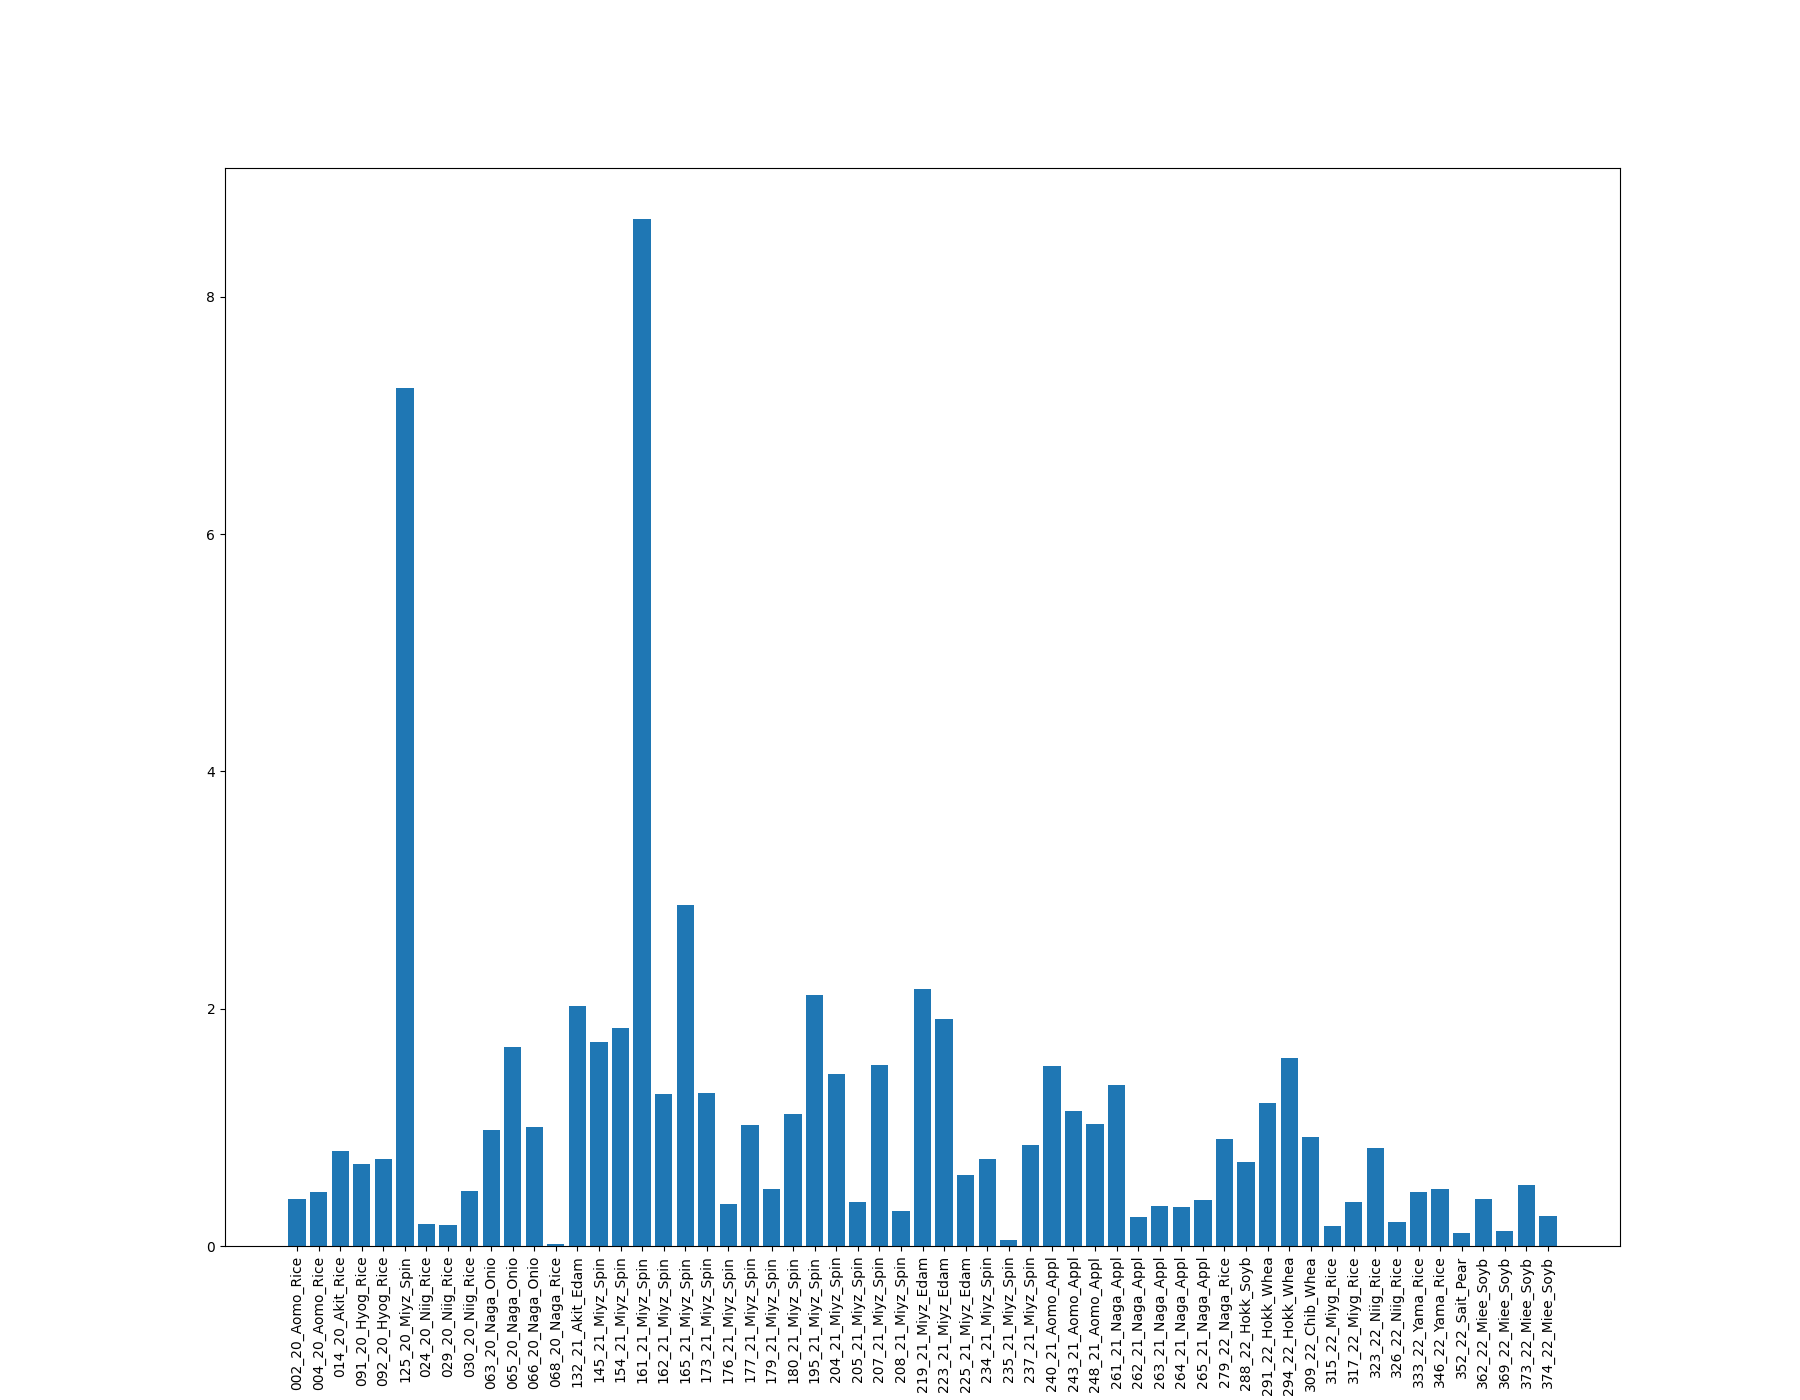 8
6
4
2
0
002_20_Aomo_Rice
004_20_Aomo_Rice
014_20_Akit_Rice
091_20_Hyog_Rice
092_20_Hyog_Rice
125_20_Miyz_Spin
024_20_Niig_Rice
029_20_Niig_Rice
030_20_Niig_Rice
063_20_Naga_Onio
065_20_Naga_Onio
066_20_Naga_Onio
068_20_Naga_Rice
132_21_Akit_Edam
145_21_Miyz_Spin
154_21_Miyz_Spin
161_21_Miyz_Spin
162_21_Miyz_Spin
165_21_Miyz_Spin
173_21_Miyz_Spin
176_21_Miyz_Spin
177_21_Miyz_Spin
179_21_Miyz_Spin
180_21_Miyz_Spin
195_21_Miyz_Spin
204_21_Miyz_Spin
205_21_Miyz_Spin
207_21_Miyz_Spin
208_21_Miyz_Spin
219_21_Miyz_Edam
223_21_Miyz_Edam
225_21_Miyz_Edam
234_21_Miyz_Spin
235_21_Miyz_Spin
237_21_Miyz_Spin
240_21_Aomo_Appl
243_21_Aomo_Appl
248_21_Aomo_Appl
261_21_Naga_Appl
262_21_Naga_Appl
263_21_Naga_Appl
264_21_Naga_Appl
265_21_Naga_Appl
279_22_Naga_Rice
288_22_Hokk_Soyb
291_22_Hokk_Whea
294_22_Hokk_Whea
309_22_Chib_Whea
315_22_Miyg_Rice
317_22_Miyg_Rice
323_22_Niig_Rice
326_22_Niig_Rice
333_22_Yama_Rice
346_22_Yama_Rice
352_22_Sait_Pear
362_22_Miee_Soyb
369_22_Miee_Soyb
373_22_Miee_Soyb
374_22_Miee_Soyb